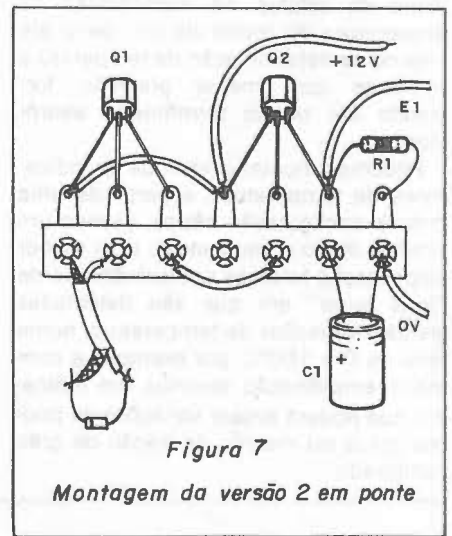 Q1
Q2
+12V
E1
R1
0V
+
C1
Figura 7
Montagem da versão 2 em ponte